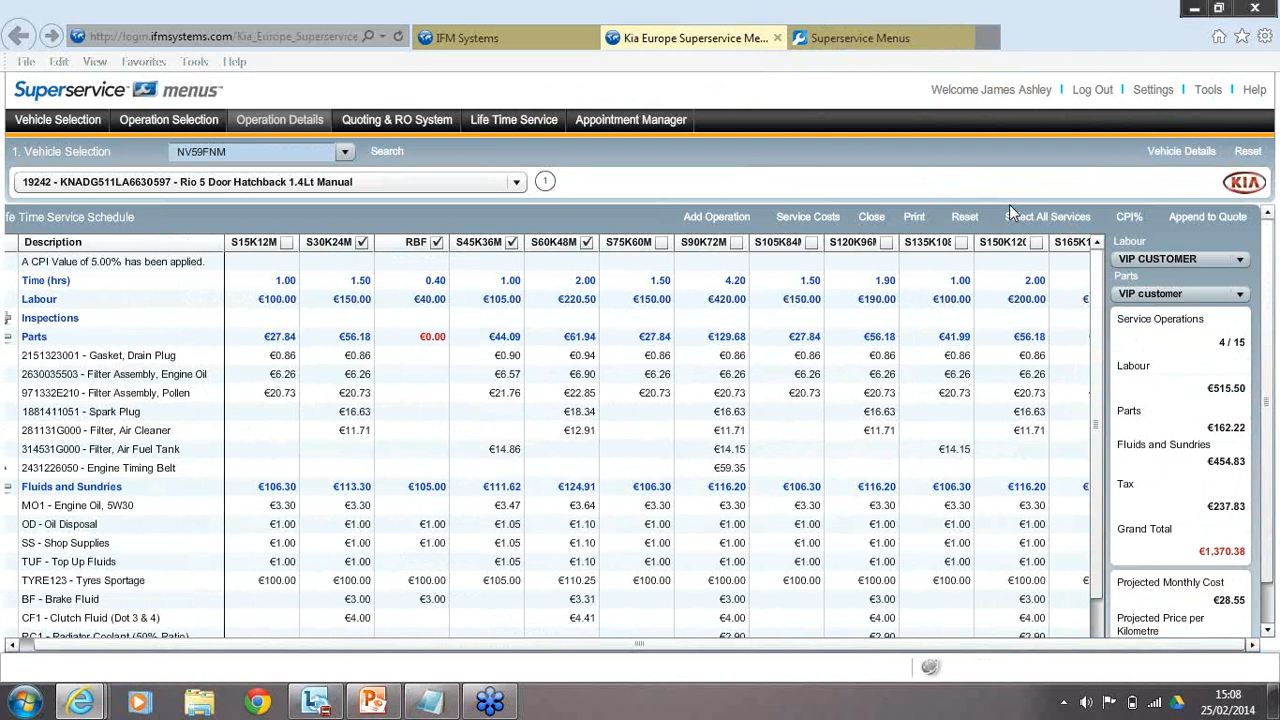 http://login.ifmsystems.com/Kia_Europe_Superservice
IFM Systems
Kia Europe Superservice Me...
Superservice Menus
File Edit View Favorites Tools Help
Superservice menus
Welcome James Ashley Log Out Settings Tools Help
Vehicle Selection Operation Selection Operation Details Quoting & RO System Life Time Service Appointment Manager
1. Vehicle Selection NV59FNM Search Vehicle Details Reset
19242 - KNADG511LA6630597 - Rio 5 Door Hatchback 1.4Lt Manual 1 KIA
fe Time Service Schedule Add Operation Service Costs Close Print Reset Select All Services CPI% Append to Quote
Description S15K12M S30K24M RBF S45K36M S60K48M S75K60M S90K72M S105K84M S120K96M S135K108 S150K120 S165K1
A CPI Value of 5.00% has been applied.
Time (hrs) 1.00 1.50 0.40 1.00 2.00 1.50 4.20 1.50 1.90 1.00 2.00
Labour €100.00 €150.00 €40.00 €105.00 €220.50 €150.00 €420.00 €150.00 €190.00 €100.00 €200.00 €
Inspections
Parts €27.84 €56.18 €0.00 €44.09 €61.94 €27.84 €129.68 €27.84 €56.18 €41.99 €56.18 €
2151323001 - Gasket, Drain Plug €0.86 €0.86 €0.90 €0.94 €0.86 €0.86 €0.86 €0.86 €0.86 €0.86
2630035503 - Filter Assembly, Engine Oil €6.26 €6.26 €6.57 €6.90 €6.26 €6.26 €6.26 €6.26 €6.26 €6.26
971332E210 - Filter Assembly, Pollen €20.73 €20.73 €21.76 €22.85 €20.73 €20.73 €20.73 €20.73 €20.73 €20.73
1881411051 - Spark Plug €16.63 €18.34 €16.63 €16.63 €16.63
281131G000 - Filter, Air Cleaner €11.71 €12.91 €11.71 €11.71 €11.71
314531G000 - Filter, Air Fuel Tank €14.86 €14.15 €14.15
2431226050 - Engine Timing Belt €59.35
Fluids and Sundries €106.30 €113.30 €105.00 €111.62 €124.91 €106.30 €116.20 €106.30 €116.20 €106.30 €116.20 €
MO1 - Engine Oil, 5W30 €3.30 €3.30 €3.47 €3.64 €3.30 €3.30 €3.30 €3.30 €3.30 €3.30
OD - Oil Disposal €1.00 €1.00 €1.00 €1.05 €1.10 €1.00 €1.00 €1.00 €1.00 €1.00 €1.00
SS - Shop Supplies €1.00 €1.00 €1.00 €1.05 €1.10 €1.00 €1.00 €1.00 €1.00 €1.00 €1.00
TUF - Top Up Fluids €1.00 €1.00 €1.05 €1.10 €1.00 €1.00 €1.00 €1.00 €1.00 €1.00
TYRE123 - Tyres Sportage €100.00 €100.00 €100.00 €105.00 €110.25 €100.00 €100.00 €100.00 €100.00 €100.00 €100.00 €
BF - Brake Fluid €3.00 €3.00 €3.31 €3.00 €3.00 €3.00
CF1 - Clutch Fluid (Dot 3 & 4) €4.00 €4.41 €4.00 €4.00 €4.00
RC1 - Radiator Coolant (50% Ratio) €2.90 €2.90 €2.90
Labour
VIP CUSTOMER
Parts
VIP customer
Service Operations
4 / 15
Labour
€515.50
Parts
€162.22
Fluids and Sundries
€454.83
Tax
€237.83
Grand Total
€1,370.38
Projected Monthly Cost
€28.55
Projected Price per
Kilometre
15:08
25/02/2014